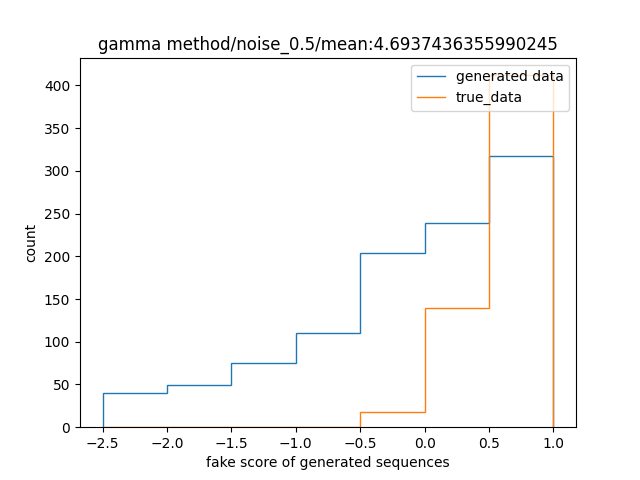 gamma method/noise_0.5/mean:4.6937436355990245
generated data
true_data
400
350
300
250
200
150
100
50
0
count
−2.5 −2.0 −1.5 −1.0 −0.5 0.0 0.5 1.0
fake score of generated sequences